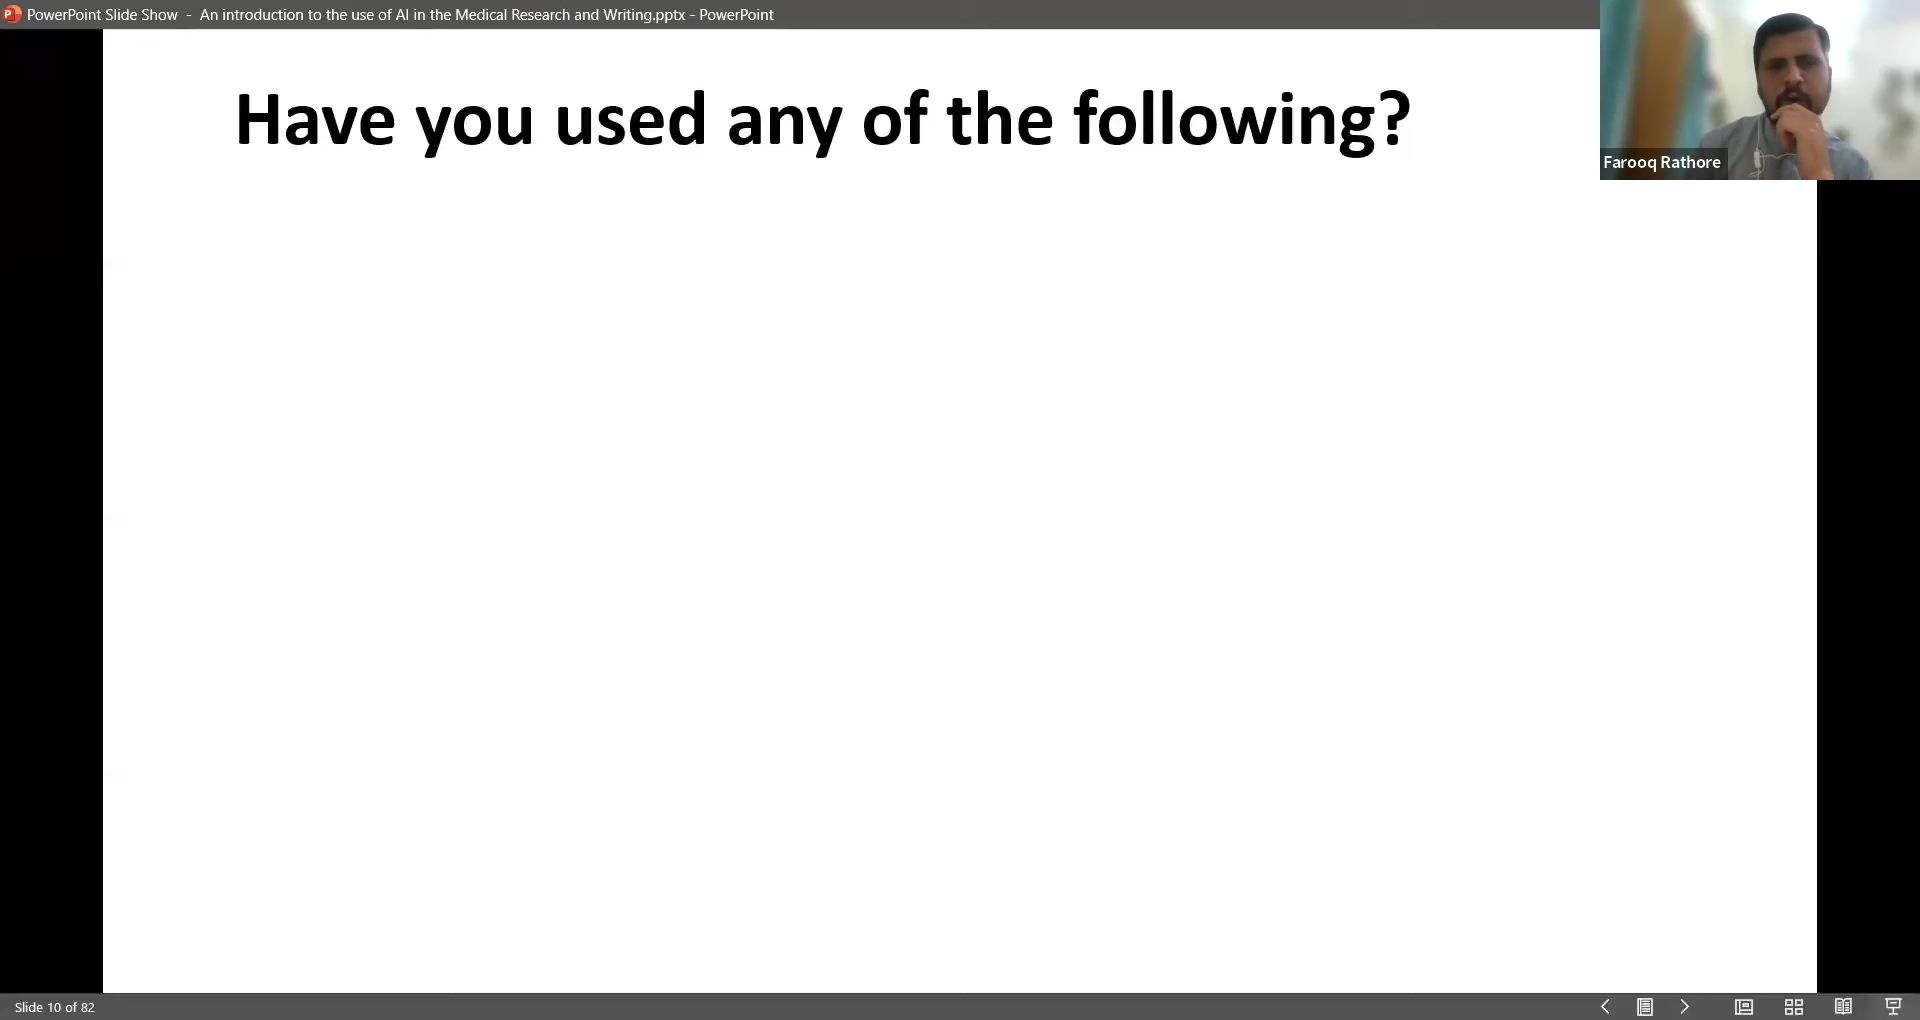 PowerPoint Slide Show - An introduction to the use of AI in the Medical Research and Writing.pptx - PowerPoint
Have you used any of the following?
Farooq Rathore
Slide 10 of 82